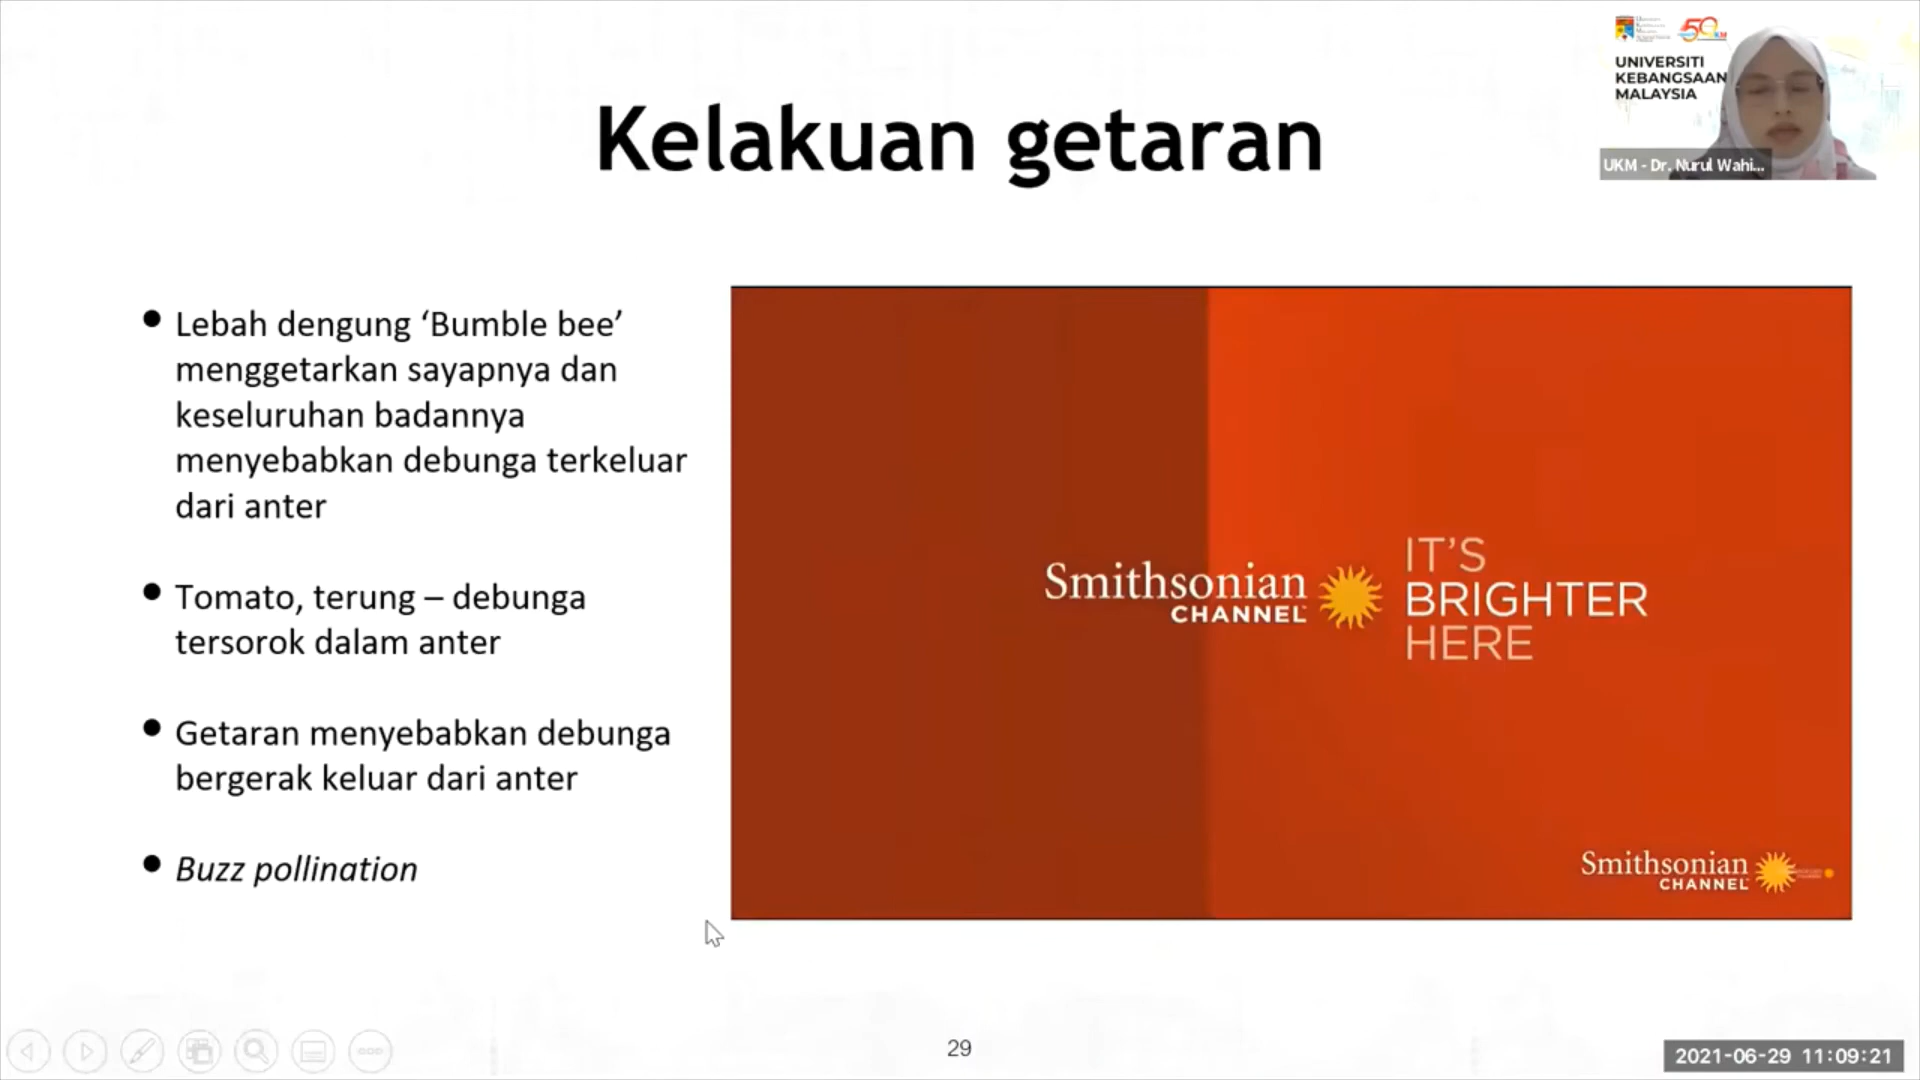 UNIVERSITI
KEBANGSAAN
MALAYSIA
UKM - Dr. Nurul Wahi...
Kelakuan getaran
Lebah dengung ‘Bumble bee’
menggetarkan sayapnya dan
keseluruhan badannya
menyebabkan debunga terkeluar
dari anter
Tomato, terung – debunga
tersorok dalam anter
Getaran menyebabkan debunga
bergerak keluar dari anter
Buzz pollination
Smithsonian
CHANNEL
IT'S
BRIGHTER
HERE
Smithsonian
CHANNEL
29
2021-06-29 11:09:21